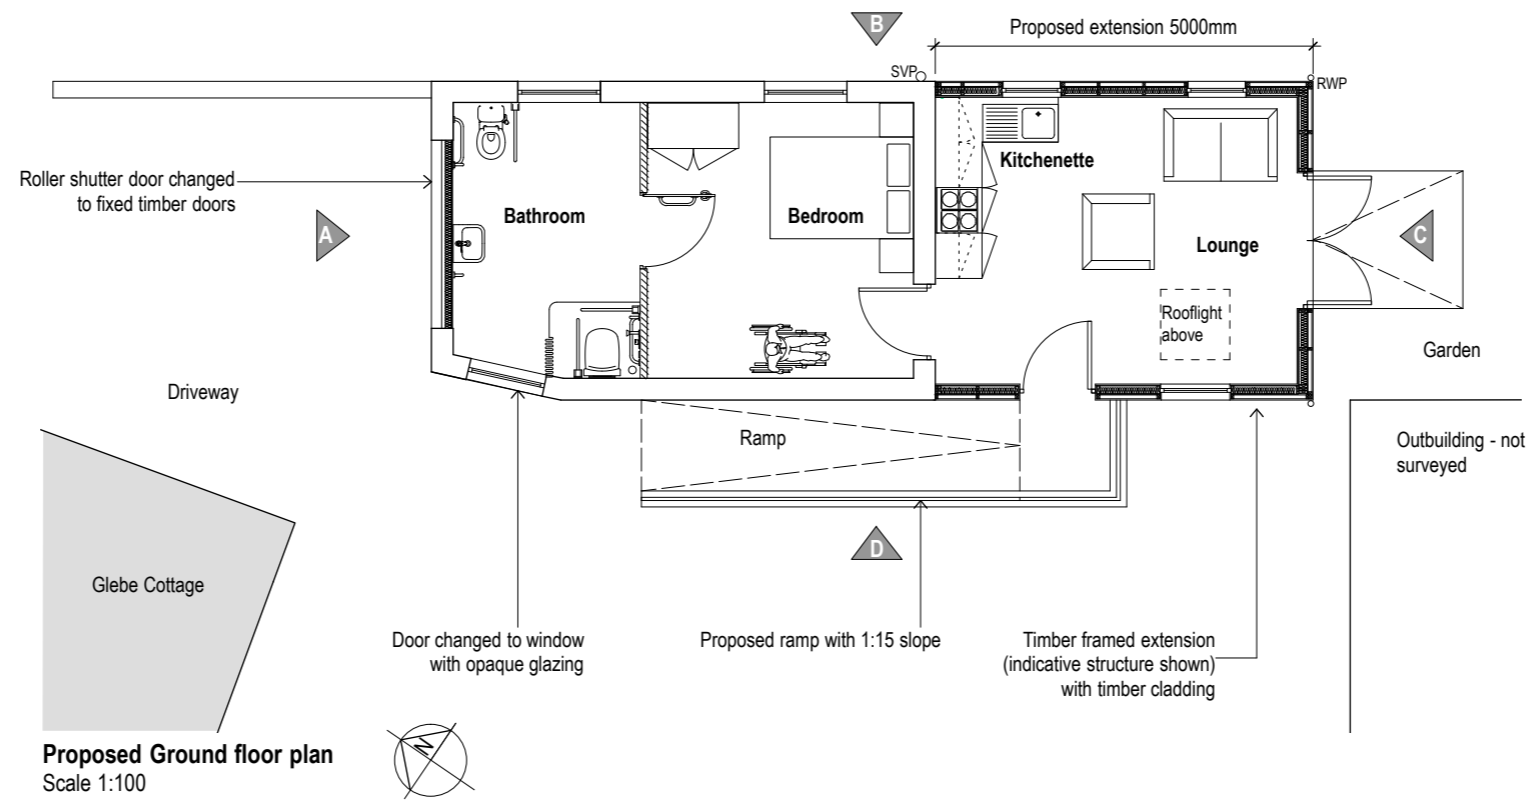 B
Proposed extension 5000mm
SVP
RWP
Roller shutter door changed
to fixed timber doors
A
Bathroom
Bedroom
Kitchenette
Lounge
C
Rooflight
above
Garden
Driveway
Ramp
Outbuilding - not
surveyed
D
Glebe Cottage
Door changed to window
with opaque glazing
Proposed ramp with 1:15 slope
Timber framed extension
(indicative structure shown)
with timber cladding
Proposed Ground floor plan
Scale 1:100
N